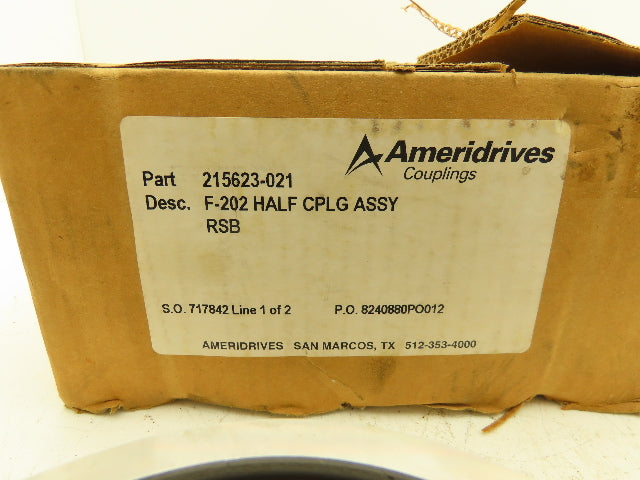 Ameridrives
Couplings
Part 215623-021
Desc. F-202 HALF CPLG ASSY
RSB
S.O. 717842 Line 1 of 2 P.O. 8240880PO012
AMERIDRIVES SAN MARCOS, TX 512-353-4000